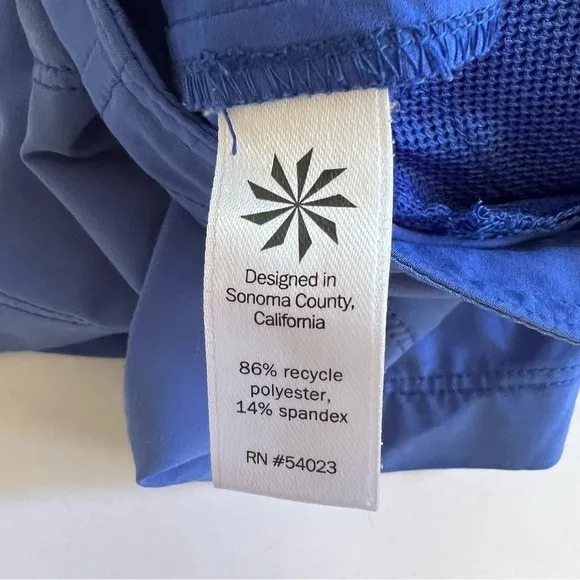 Designed in
Sonoma County,
California
86% recycle
polyester,
14% spandex
RN #54023